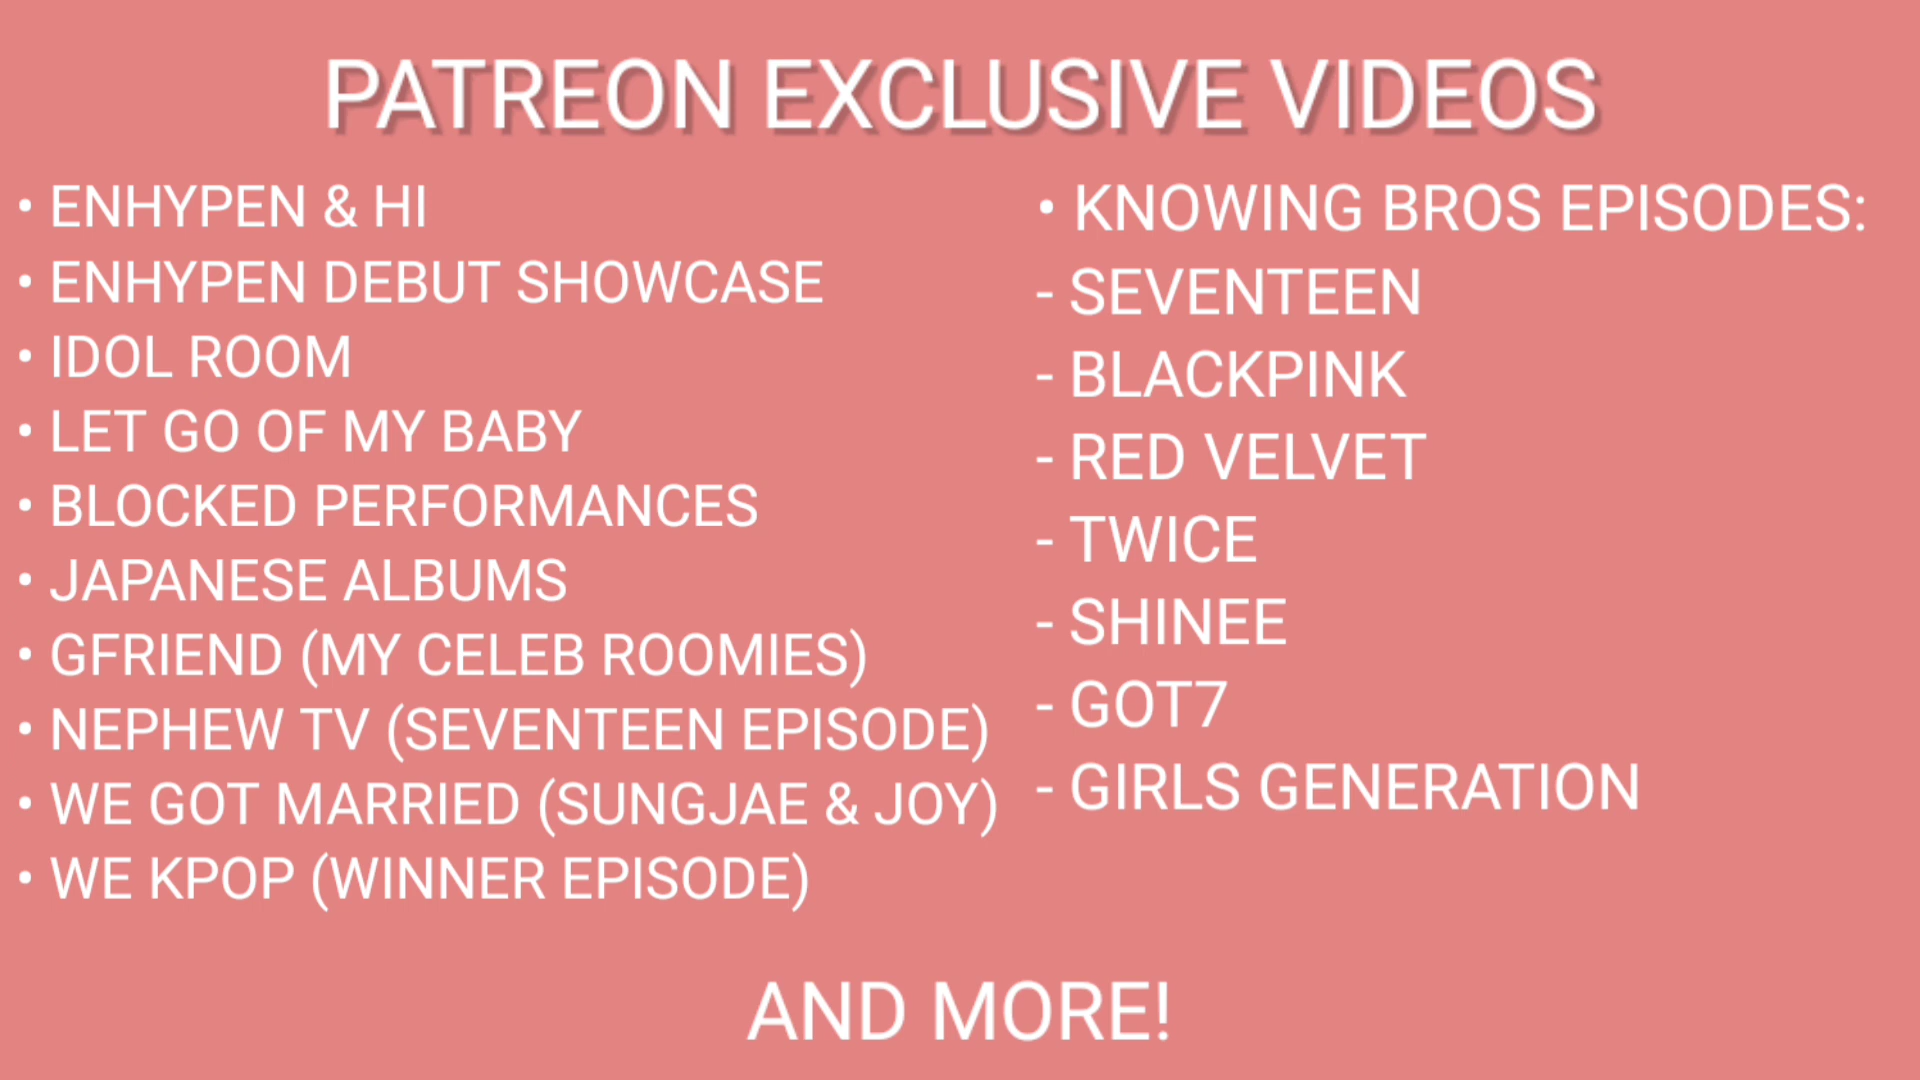 PATREON EXCLUSIVE VIDEOS
• ENHYPEN & HI
• ENHYPEN DEBUT SHOWCASE
• IDOL ROOM
• LET GO OF MY BABY
• BLOCKED PERFORMANCES
• JAPANESE ALBUMS
• GFRIEND (MY CELEB ROOMIES)
• NEPHEW TV (SEVENTEEN EPISODE)
• WE GOT MARRIED (SUNGJAE & JOY)
• WE KPOP (WINNER EPISODE)
• KNOWING BROS EPISODES:
- SEVENTEEN
- BLACKPINK
- RED VELVET
- TWICE
- SHINEE
- GOT7
- GIRLS GENERATION
AND MORE!